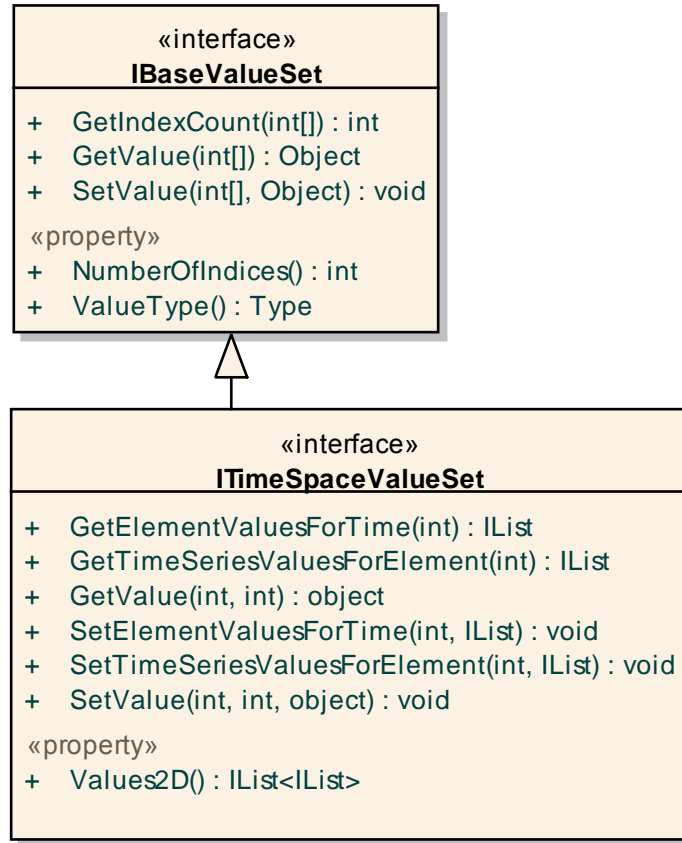 «interface»
IBaseValueSet
+ GetIndexCount(int[]) : int
+ GetValue(int[]) : Object
+ SetValue(int[], Object) : void
«property»
+ NumberOfIndices() : int
+ ValueType() : Type
«interface»
ITimeSpaceValueSet
+ GetElementValuesForTime(int) : IList
+ GetTimeSeriesValuesForElement(int) : IList
+ GetValue(int, int) : object
+ SetElementValuesForTime(int, IList) : void
+ SetTimeSeriesValuesForElement(int, IList) : void
+ SetValue(int, int, object) : void
«property»
+ Values2D() : IList<IList>